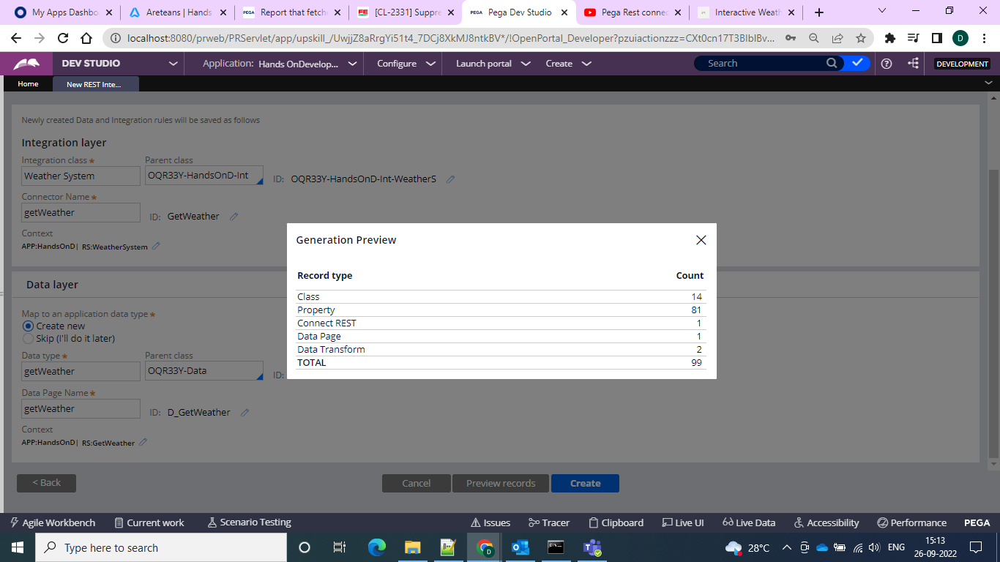 My Apps Dashbo
Areteans | Hands
PEGA Report that fetch
FE [CL-2331] Suppre
PEGA Pega Dev Studio
Pega Rest connec
Interactive Weath
localhost:8080/prweb/PRServlet/app/upskill_/UwjjZ8aRrgYi51t4_7DCj8XkMJ8ntkBV*/!OpenPortal_Developer?pzuiactionzzz=CXt0cn17T3BlblBv...
D
DEV STUDIO
Application: Hands OnDevelop...
Configure
Launch portal
Create
Search
DEVELOPMENT
Home
New REST Inte...
Newly created Data and Integration rules will be saved as follows
Integration layer
Integration class★ Parent class
Weather System OQR33Y-HandsOnD-Int ID: OQR33Y-HandsOnD-Int-WeatherS
Connector Name★
getWeather ID: GetWeather
Context
APP:HandsOnD| RS:WeatherSystem
Data layer
Map to an application data type★
Create new
Skip (I'll do it later)
Data type★ Parent class
getWeather OQR33Y-Data ID:
Data Page Name★
getWeather ID: D_GetWeather
Context
APP:HandsOnD| RS:GetWeather
Generation Preview
Record type Count
Class 14
Property 81
Connect REST 1
Data Page 1
Data Transform 2
TOTAL 99
< Back
Cancel
Preview records
Create
Agile Workbench
Current work
Scenario Testing
Issues
Tracer
Clipboard
Live UI
Live Data
Accessibility
Performance
PEGA
Type here to search
28°C
ENG
15:13
26-09-2022